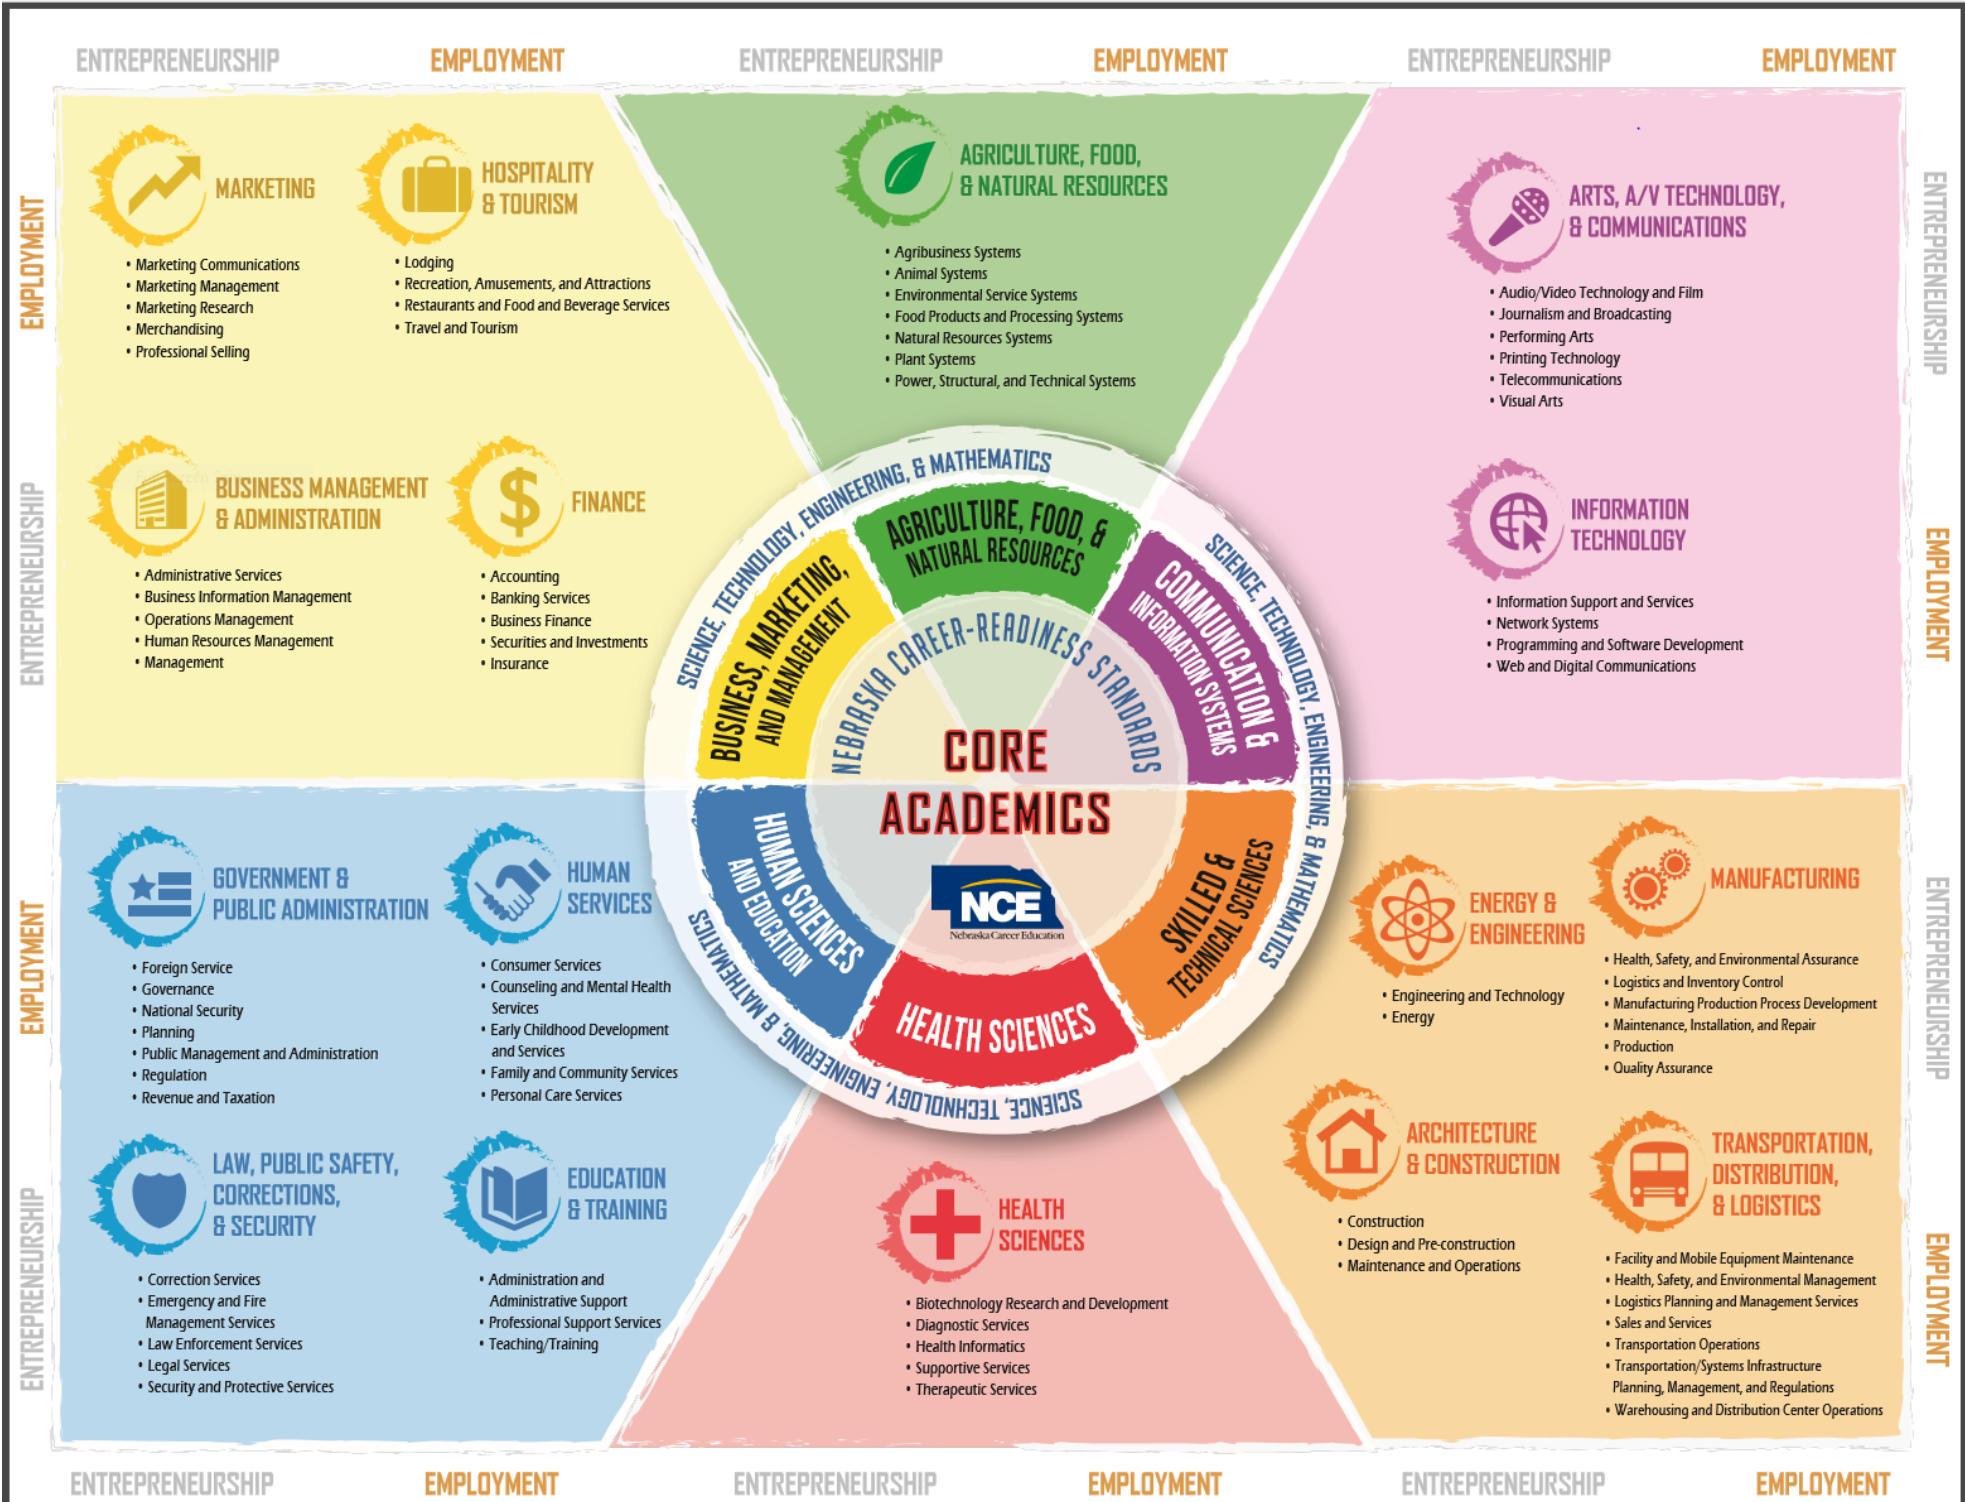 ENTREPRENEURSHIP
EMPLOYMENT
ENTREPRENEURSHIP
EMPLOYMENT
ENTREPRENEURSHIP
EMPLOYMENT
EMPLOYMENT
ENTREPRENEURSHIP
EMPLOYMENT
ENTREPRENEURSHIP
MARKETING
• Marketing Communications
• Marketing Management
• Marketing Research
• Merchandising
• Professional Selling
HOSPITALITY
& TOURISM
• Lodging
• Recreation, Amusements, and Attractions
• Restaurants and Food and Beverage Services
• Travel and Tourism
BUSINESS MANAGEMENT
& ADMINISTRATION
• Administrative Services
• Business Information Management
• Operations Management
• Human Resources Management
• Management
FINANCE
• Accounting
• Banking Services
• Business Finance
• Securities and Investments
• Insurance
AGRICULTURE, FOOD,
& NATURAL RESOURCES
• Agribusiness Systems
• Animal Systems
• Environmental Service Systems
• Food Products and Processing Systems
• Natural Resources Systems
• Plant Systems
• Power, Structural, and Technical Systems
ARTS, A/V TECHNOLOGY,
& COMMUNICATIONS
• Audio/Video Technology and Film
• Journalism and Broadcasting
• Performing Arts
• Printing Technology
• Telecommunications
• Visual Arts
INFORMATION
TECHNOLOGY
• Information Support and Services
• Network Systems
• Programming and Software Development
• Web and Digital Communications
SCIENCE, TECHNOLOGY, ENGINEERING, & MATHEMATICS
SCIENCE, TECHNOLOGY, ENGINEERING, & MATHEMATICS
SCIENCE, TECHNOLOGY, ENGINEERING, & MATHEMATICS
AGRICULTURE, FOOD, &
NATURAL RESOURCES
COMMUNICATION &
INFORMATION SYSTEMS
SKILLED &
TECHNICAL SCIENCES
HEALTH SCIENCES
HUMAN SCIENCES
AND EDUCATION
BUSINESS, MARKETING,
AND MANAGEMENT
NEBRASKA CAREER-READINESS STANDARDS
CORE
ACADEMICS
NCE
Nebraska Career Education
GOVERNMENT &
PUBLIC ADMINISTRATION
• Foreign Service
• Governance
• National Security
• Planning
• Public Management and Administration
• Regulation
• Revenue and Taxation
HUMAN
SERVICES
• Consumer Services
• Counseling and Mental Health
Services
• Early Childhood Development
and Services
• Family and Community Services
• Personal Care Services
LAW, PUBLIC SAFETY,
CORRECTIONS,
& SECURITY
• Correction Services
• Emergency and Fire
Management Services
• Law Enforcement Services
• Legal Services
• Security and Protective Services
EDUCATION
& TRAINING
• Administration and
Administrative Support
• Professional Support Services
• Teaching/Training
HEALTH
SCIENCES
• Biotechnology Research and Development
• Diagnostic Services
• Health Informatics
• Supportive Services
• Therapeutic Services
ENERGY &
ENGINEERING
• Engineering and Technology
• Energy
MANUFACTURING
• Health, Safety, and Environmental Assurance
• Logistics and Inventory Control
• Manufacturing Production Process Development
• Maintenance, Installation, and Repair
• Production
• Quality Assurance
ARCHITECTURE
& CONSTRUCTION
• Construction
• Design and Pre-construction
• Maintenance and Operations
TRANSPORTATION,
DISTRIBUTION,
& LOGISTICS
• Facility and Mobile Equipment Maintenance
• Health, Safety, and Environmental Management
• Logistics Planning and Management Services
• Sales and Services
• Transportation Operations
• Transportation/Systems Infrastructure
Planning, Management, and Regulations
• Warehousing and Distribution Center Operations
ENTREPRENEURSHIP
EMPLOYMENT
ENTREPRENEURSHIP
EMPLOYMENT
ENTREPRENEURSHIP
EMPLOYMENT
ENTREPRENEURSHIP
EMPLOYMENT
ENTREPRENEURSHIP
EMPLOYMENT